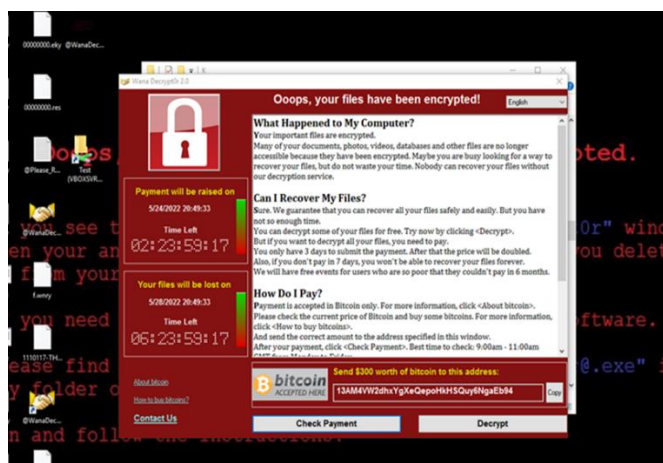 00000000.eky
@WanaDec...
00000000.res
@Please_R...
Test
(VBOXSVR...
@WanaDec...
f.wnry
1110117-TH...
@WanaDec...
Wana Decrypt0r 2.0
Ooops, your files have been encrypted!
English
What Happened to My Computer?
Your important files are encrypted.
Many of your documents, photos, videos, databases and other files are no longer
accessible because they have been encrypted. Maybe you are busy looking for a way to
recover your files, but do not waste your time. Nobody can recover your files without
our decryption service.
Can I Recover My Files?
Sure. We guarantee that you can recover all your files safely and easily. But you have
not so enough time.
You can decrypt some of your files for free. Try now by clicking <Decrypt>.
But if you want to decrypt all your files, you need to pay.
You only have 3 days to submit the payment. After that the price will be doubled.
Also, if you don't pay in 7 days, you won't be able to recover your files forever.
We will have free events for users who are so poor that they couldn't pay in 6 months.
How Do I Pay?
Payment is accepted in Bitcoin only. For more information, click <About bitcoin>.
Please check the current price of Bitcoin and buy some bitcoins. For more information,
click <How to buy bitcoins>.
And send the correct amount to the address specified in this window.
After your payment, click <Check Payment>. Best time to check: 9:00am - 11:00am
GMT from Monday to Friday.
Payment will be raised on
5/24/2022 20:49:33
Time Left
02:23:59:17
Your files will be lost on
5/28/2022 20:49:33
Time Left
06:23:59:17
About bitcoin
How to buy bitcoins?
Contact Us
bitcoin
ACCEPTED HERE
Send $300 worth of bitcoin to this address:
13AM4VW2dhxYgXeQepoHkHSQuy6NgaEb94
Copy
Check Payment
Decrypt
Ooops,
pted.
you see t
0r" wind
en your an
ou delet
from your
you need
ftware.
ease find
@.exe" i
y folder o
n and follow the instructions!